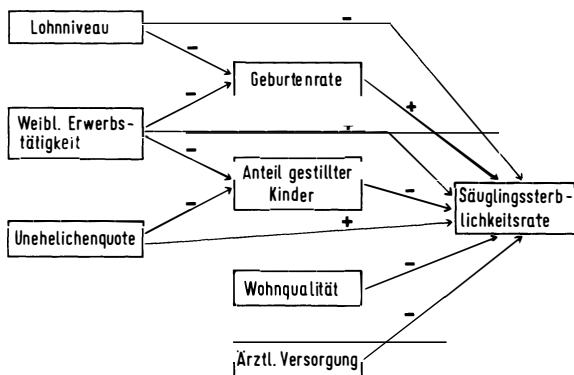 Lohnniveau
-
-
Geburtenrate
-
+
Weibl. Erwerbs-
tätigkeit
+
-
Anteil gestillter
Kinder
-
Säuglingssterb-
lichkeitsrate
-
+
Unehelichenquote
Wohnqualität
-
-
Ärztl. Versorgung